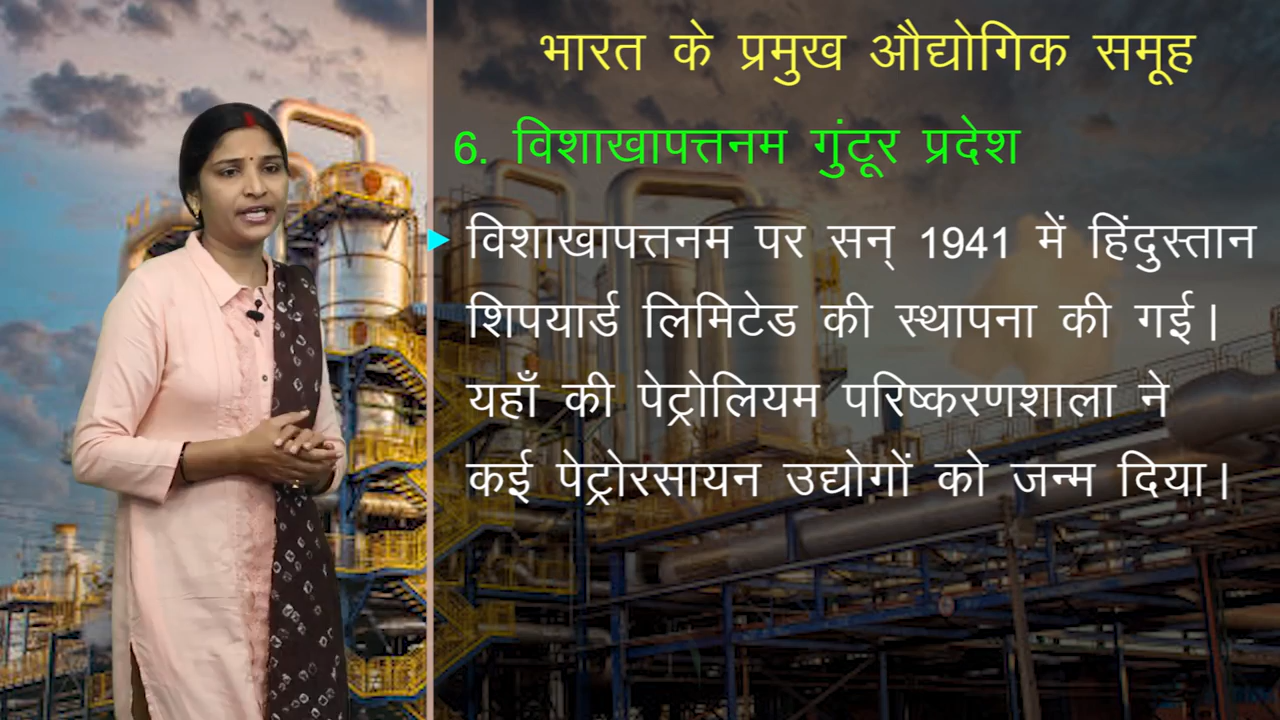 भारत के प्रमुख औद्योगिक समूह
6. विशाखापत्तनम गुंटूर प्रदेश
विशाखापत्तनम पर सन् 1941 में हिंदुस्तान
शिपयार्ड लिमिटेड की स्थापना की गई।
यहाँ की पेट्रोलियम परिष्करणशाला ने
कई पेट्रोरसायन उद्योगों को जन्म दिया।